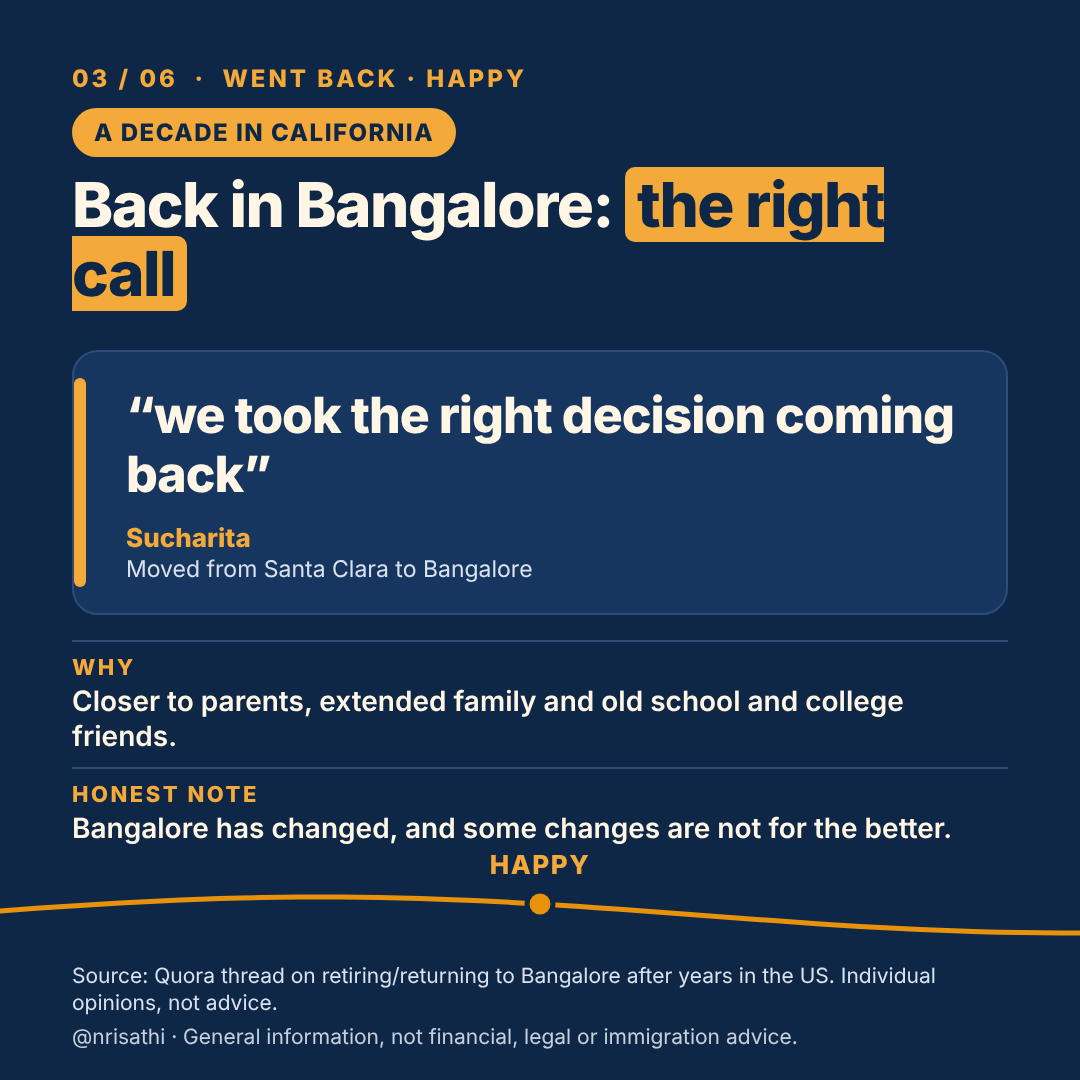 03 / 06 · WENT BACK · HAPPY
A DECADE IN CALIFORNIA
Back in Bangalore: the right
call
“we took the right decision coming
back”
Sucharita
Moved from Santa Clara to Bangalore
WHY
Closer to parents, extended family and old school and college
friends.
HONEST NOTE
Bangalore has changed, and some changes are not for the better.
HAPPY
Source: Quora thread on retiring/returning to Bangalore after years in the US. Individual
opinions, not advice.
@nrisathi · General information, not financial, legal or immigration advice.